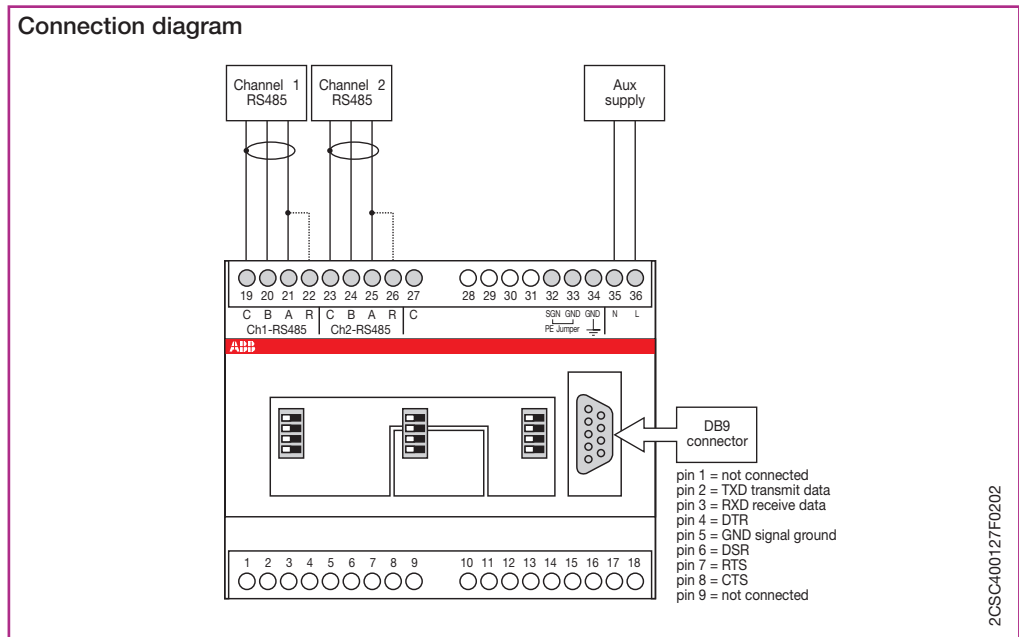 Connection diagram
Channel 1
RS485
Channel 2
RS485
Aux
supply
19 20 21 22 23 24 25 26 27 28 29 30 31 32 33 34 35 36
C B A R C B A R C SGN GND GND N L
Ch1-RS485 Ch2-RS485 PE Jumper
ABB
DB9
connector
pin 1 = not connected
pin 2 = TXD transmit data
pin 3 = RXD receive data
pin 4 = DTR
pin 5 = GND signal ground
pin 6 = DSR
pin 7 = RTS
pin 8 = CTS
pin 9 = not connected
1 2 3 4 5 6 7 8 9 10 11 12 13 14 15 16 17 18
2CSC400127F0202